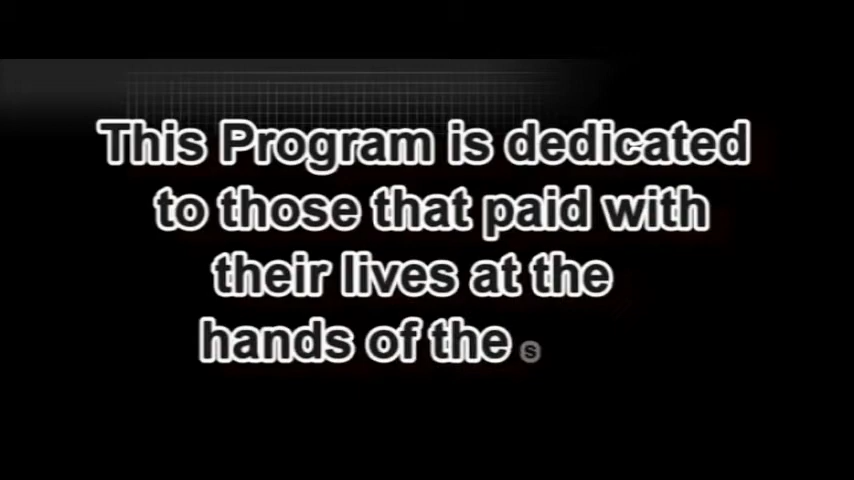 This Program is dedicated
to those that paid with
their lives at the
hands of the s